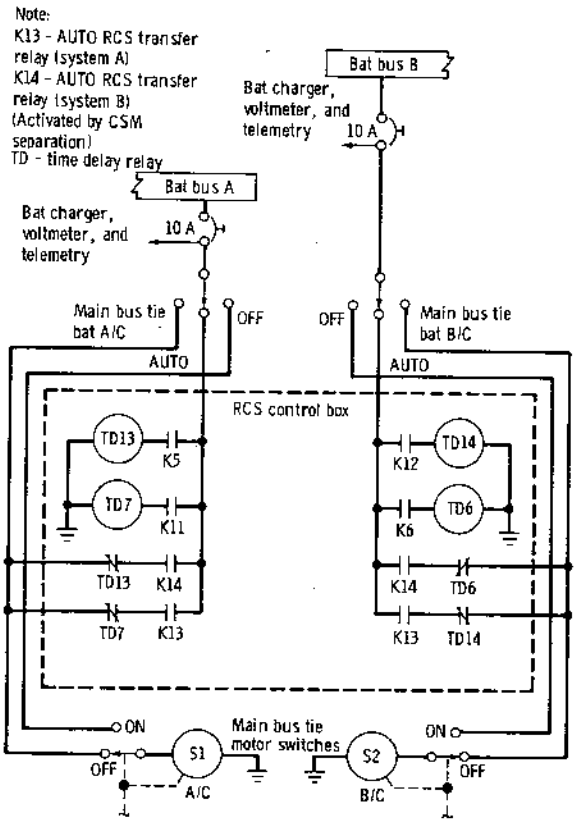 Note:
K13 - AUTO RCS transfer
relay (system A)
K14 - AUTO RCS transfer
relay (system B)
(Activated by CSM
separation)
TD - time delay relay
Bat bus B
Bat charger,
voltmeter, and
telemetry
10 A
Bat bus A
Bat charger,
voltmeter, and
telemetry
10 A
Main bus tie
bat A/C
OFF
AUTO
OFF
Main bus tie
bat B/C
AUTO
RCS control box
TD13
K5
K12
TD14
TD7
K11
K6
TD6
TD13
K14
K14
TD6
TD7
K13
K13
TD14
ON
Main bus tie
motor switches
ON
OFF
S1
A/C
S2
B/C
OFF